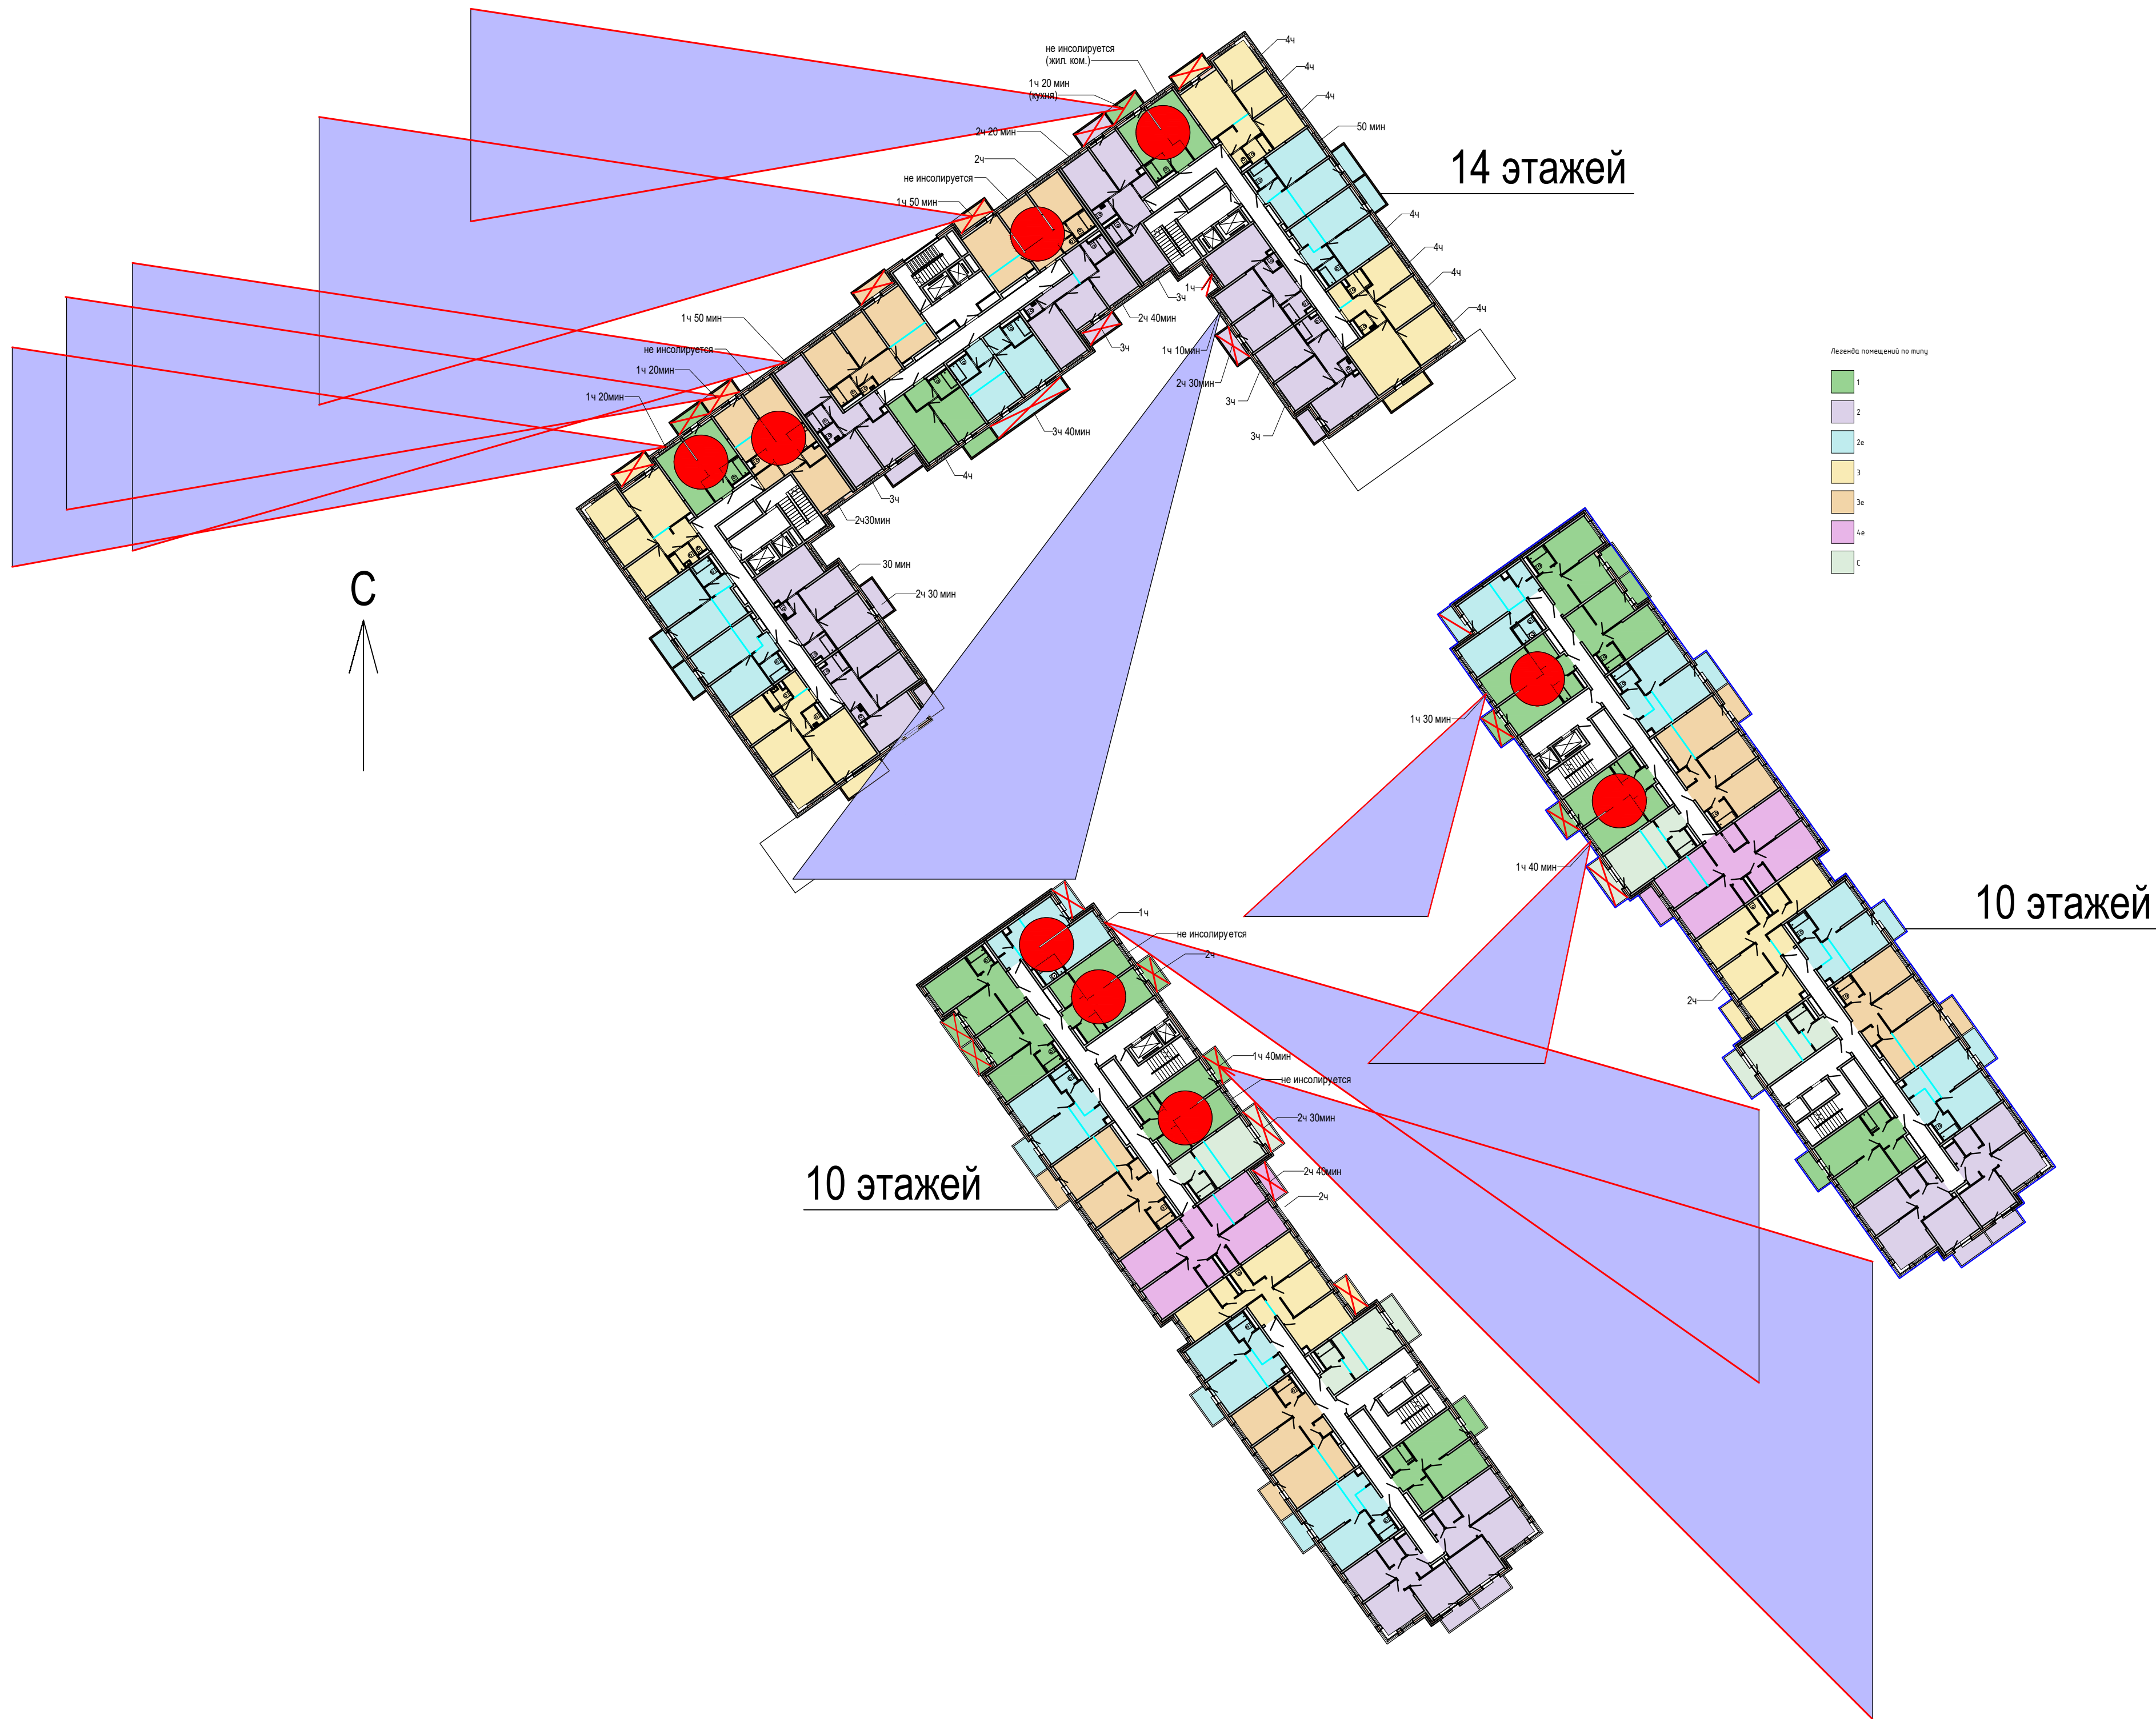 4ч
не инсолируется
(жил. ком.)
4ч
1ч 20 мин
(кухня)
4ч
2ч 20 мин
50 мин
2ч
14 этажей
не инсолируется
1ч 50 мин
4ч
4ч
4ч
1ч
3ч
4ч
1ч 50 мин
2ч 40мин
3ч
не инсолируется
1ч 10мин
Легенда помещений по типу
1ч 20мин
2ч 30мин
1
1ч 20мин
3ч
2
3ч 40мин
3ч
2е
4ч
3
3ч
3е
2ч30мин
4е
30 мин
С
С
2ч 30 мин
1ч 30 мин
1ч 40 мин
10 этажей
1ч
не инсолируется
2ч
2ч
1ч 40мин
не инсолируется
2ч 30мин
2ч 40мин
10 этажей
2ч